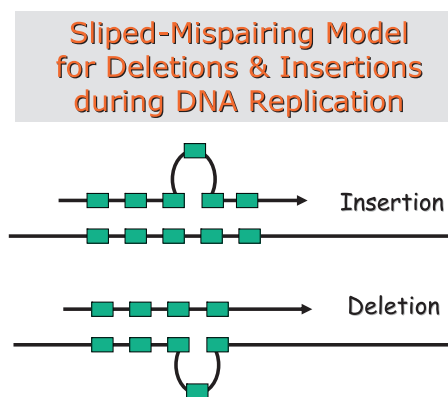 Sliped-Mispairing Model
for Deletions & Insertions
during DNA Replication
Insertion
Deletion